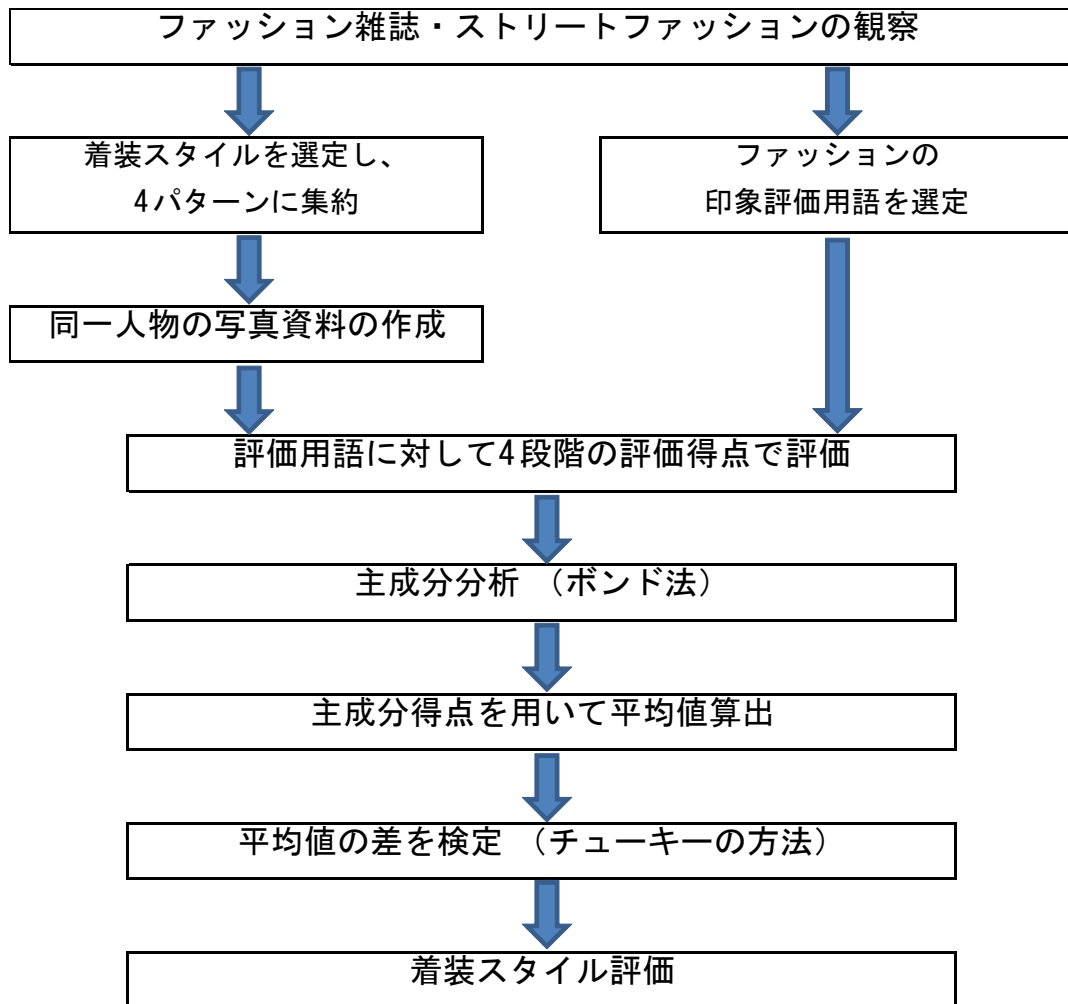 ファッション雑誌・ストリートファッションの観察
着装スタイルを選定し、
4パターンに集約
ファッションの
印象評価用語を選定
同一人物の写真資料の作成
評価用語に対して4段階の評価得点で評価
主成分分析 （ボンド法）
主成分得点を用いて平均値算出
平均値の差を検定 （チューキーの方法）
着装スタイル評価